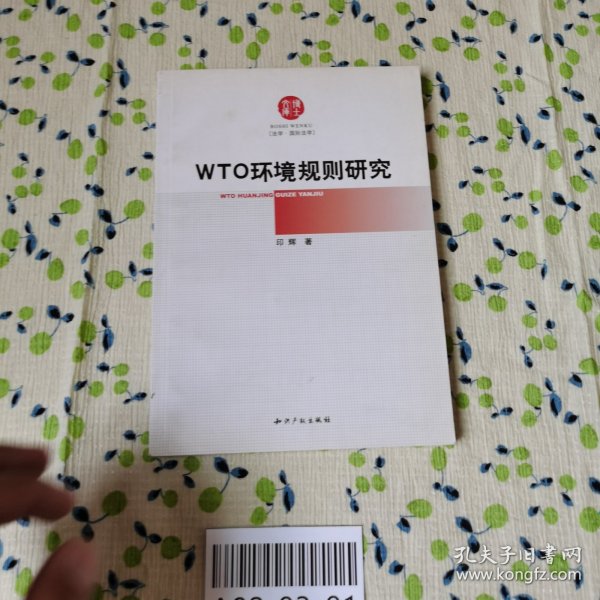 博士文库
BOSHI WENKU
[法学·国际法学]
WTO环境规则研究
WTO HUANJING GUIZE YANJIU
印辉 著
知识产权出版社
孔夫子旧书网
www.kongfz.com